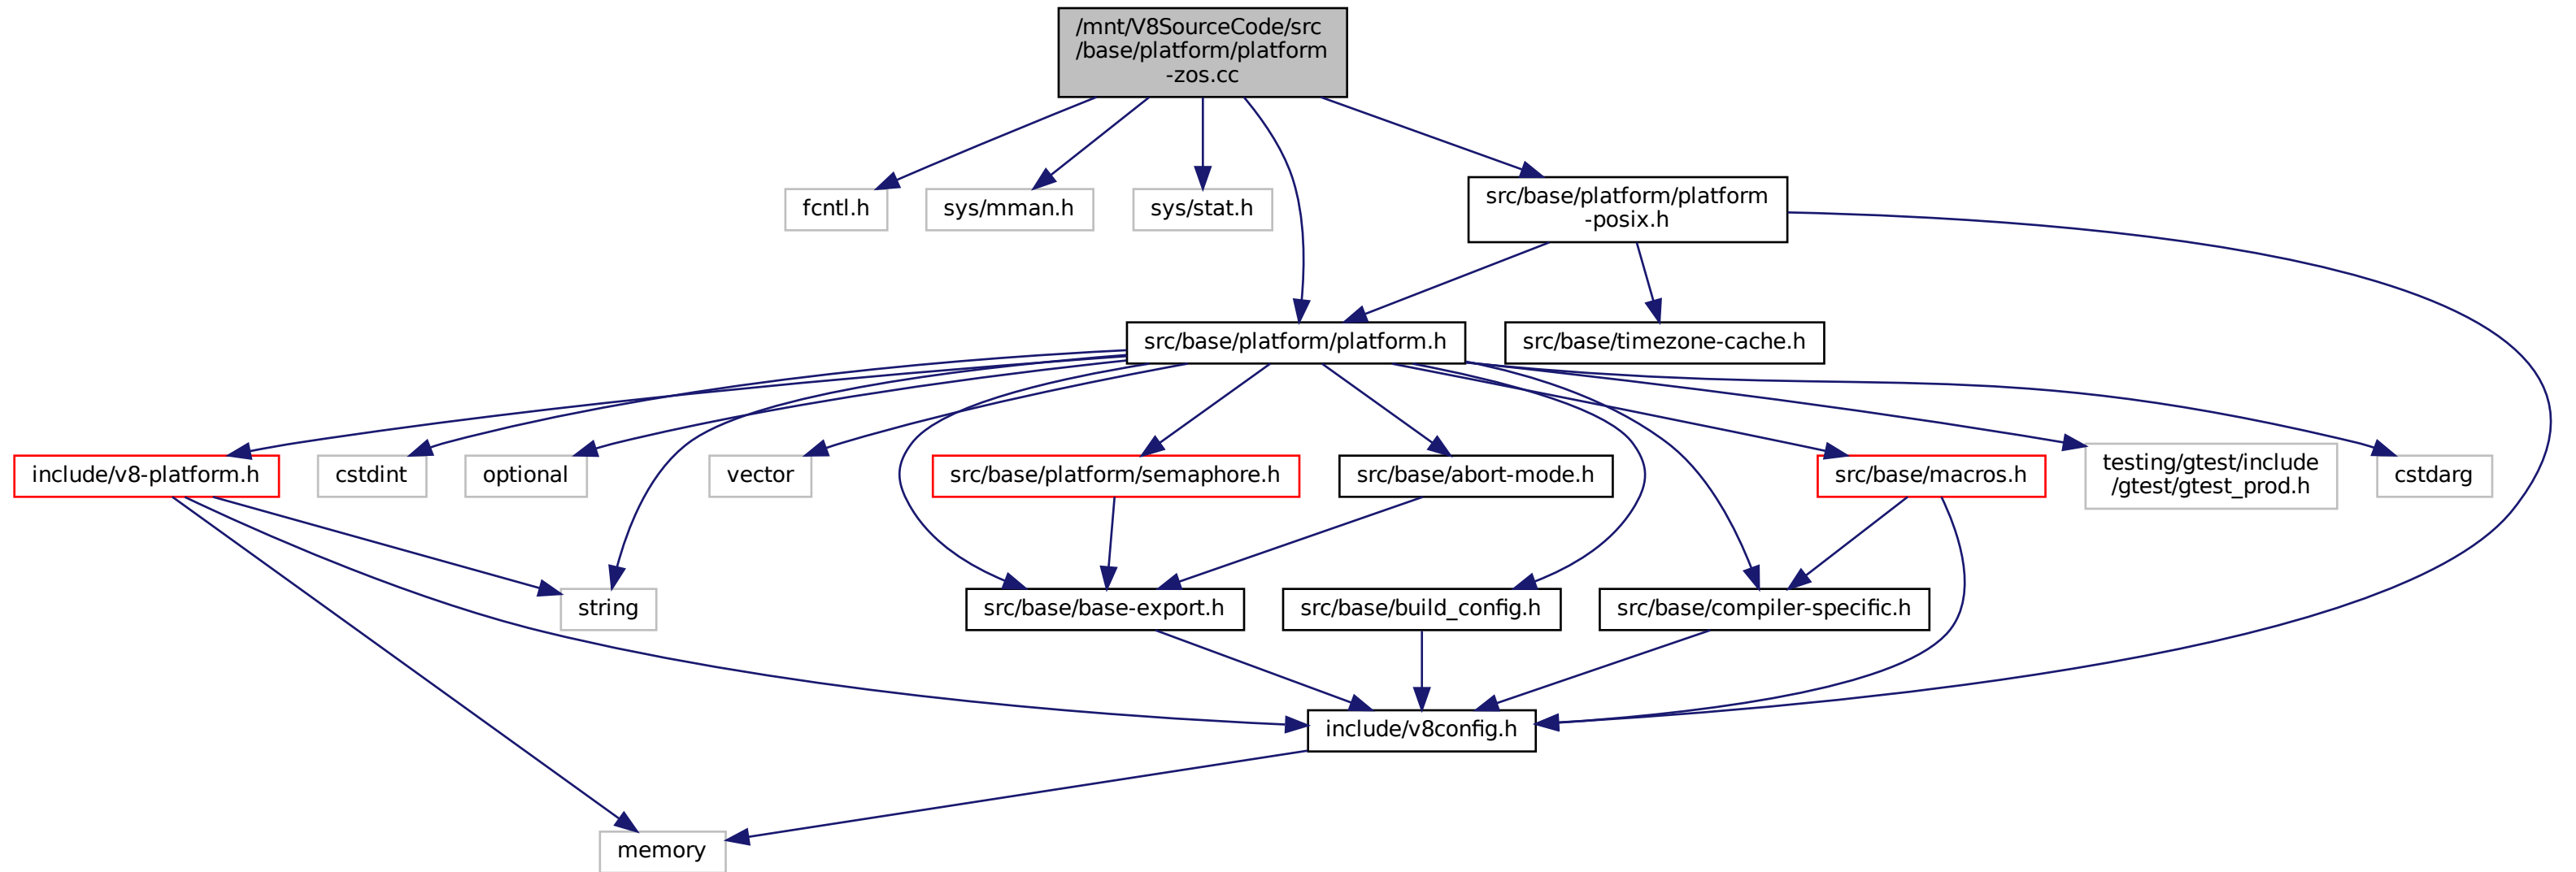 /mnt/V8SourceCode/src
/base/platform/platform
-zos.cc
fcntl.h
sys/mman.h
sys/stat.h
src/base/platform/platform
-posix.h
src/base/platform/platform.h
src/base/timezone-cache.h
include/v8-platform.h
cstdint
optional
vector
src/base/platform/semaphore.h
src/base/abort-mode.h
src/base/macros.h
testing/gtest/include
/gtest/gtest_prod.h
cstdarg
string
src/base/base-export.h
src/base/build_config.h
src/base/compiler-specific.h
include/v8config.h
memory